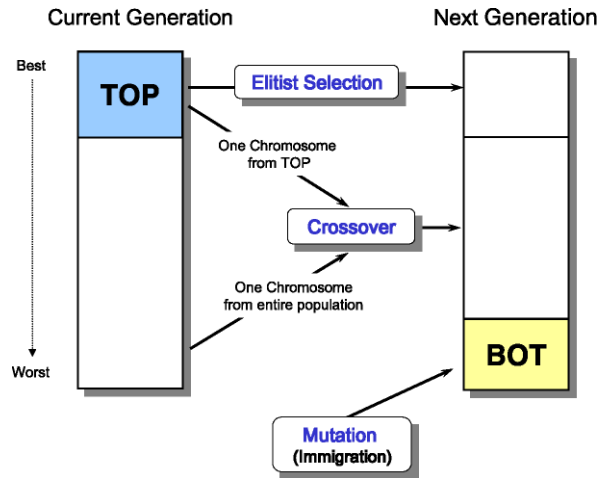 Current Generation
Next Generation
Best
TOP
Elitist Selection
One Chromosome
from TOP
Crossover
One Chromosome
from entire population
Worst
BOT
Mutation
(Immigration)